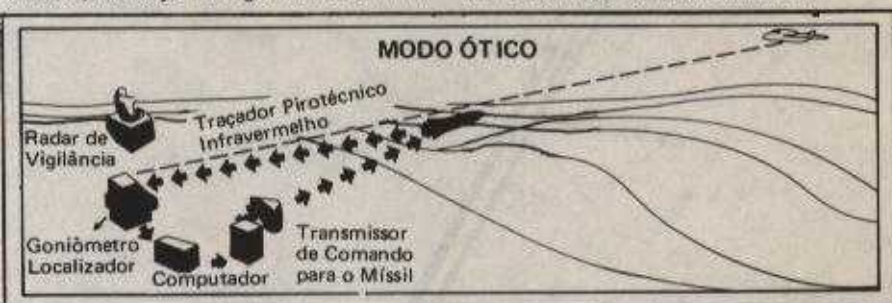 MODO ÓTICO
Traçador Pirotécnico
Infravermelho
Radar de
Vigilância
Goniômetro
Localizador
Computador
Transmissor
de Comando
para o Míssil